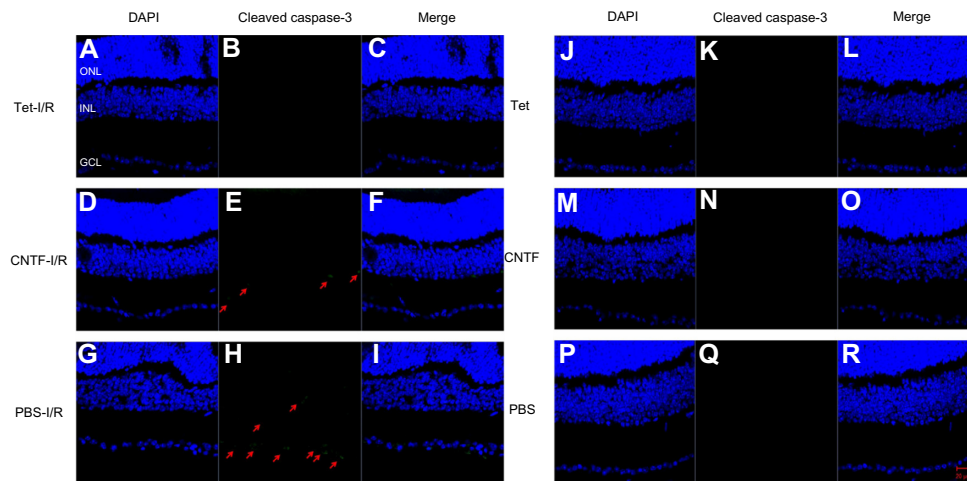 DAPI Cleaved caspase-3 Merge DAPI Cleaved caspase-3 Merge
A B C J K L
ONL
Tet-I/R INL Tet
GCL
D E F M N O
CNTF-I/R CNTF
G H I P Q R
PBS-I/R PBS